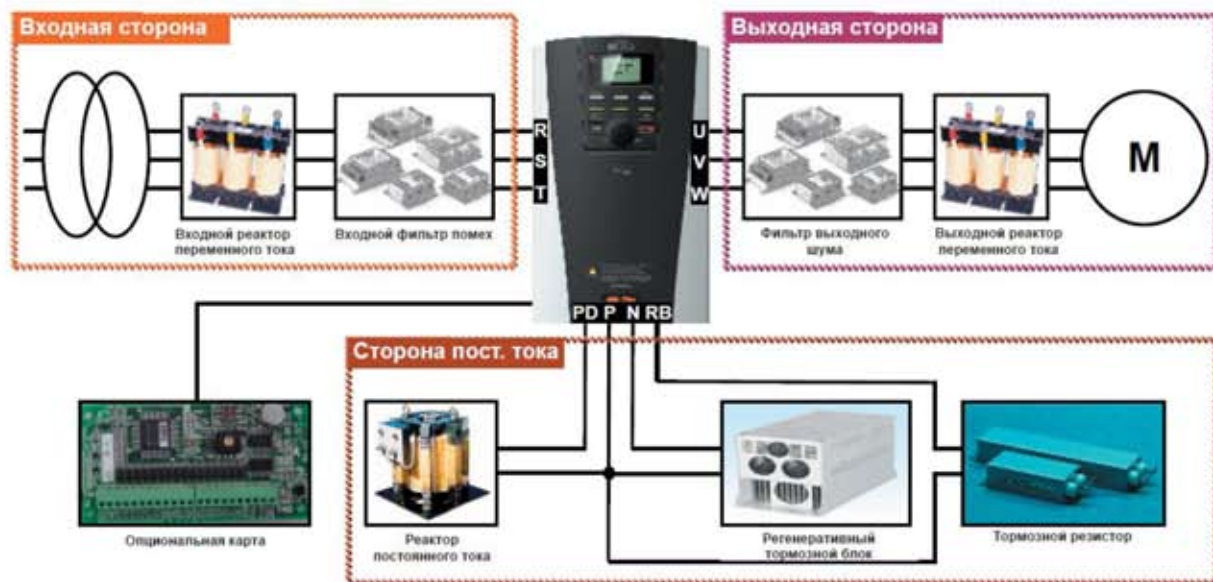 Входная сторона
Выходная сторона
R
S
T
U
V
W
M
Входной реактор
переменного тока
Входной фильтр помех
Фильтр выходного
шума
Выходной реактор
переменного тока
PD P N RB
Сторона пост. тока
Опциональная карта
Реактор
постоянного тока
Регенеративный
тормозной блок
Тормозной резистор